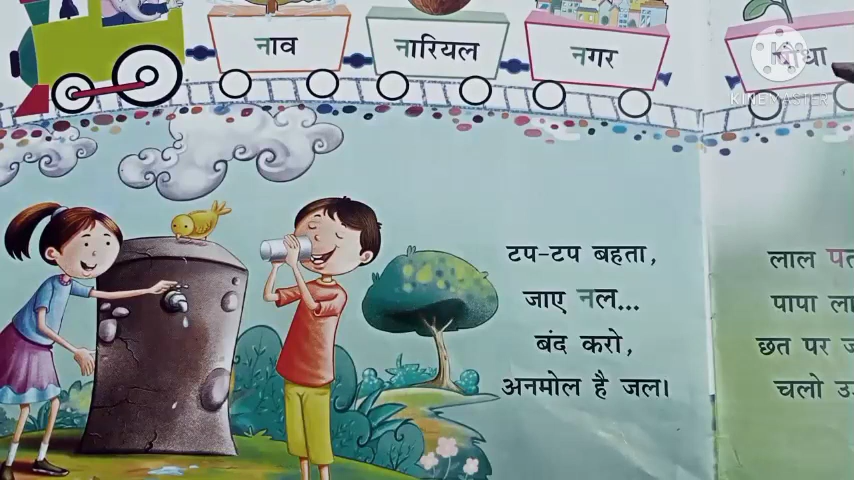 नाव
नारियल
नगर
पौधा
KINEMASTER
टप-टप बहता,
जाए नल...
बंद करो,
अनमोल है जल।
लाल
पापा
छत पर
चलो